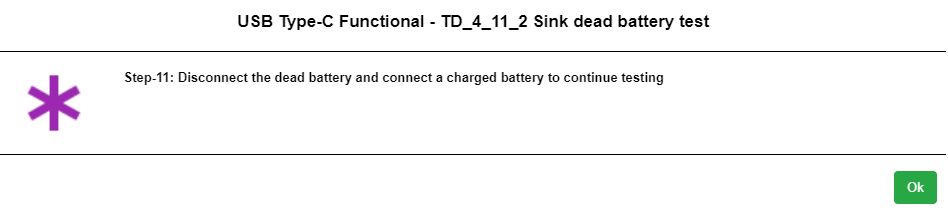 USB Type-C Functional - TD_4_11_2 Sink dead battery test
Step-11: Disconnect the dead battery and connect a charged battery to continue testing
Ok